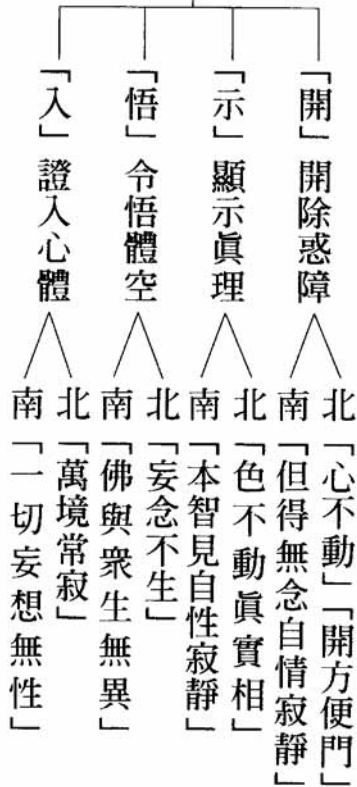 「開」開除惑障
北「心不動」「開方便門」
南「但得無念自情寂靜」
「示」顯示眞理
北「色不動眞實相」
南「本智見自性寂靜」
「悟」令悟體空
北「妄念不生」
南「佛與衆生無異」
「入」證入心體
北「萬境常寂」
南「一切妄想無性」